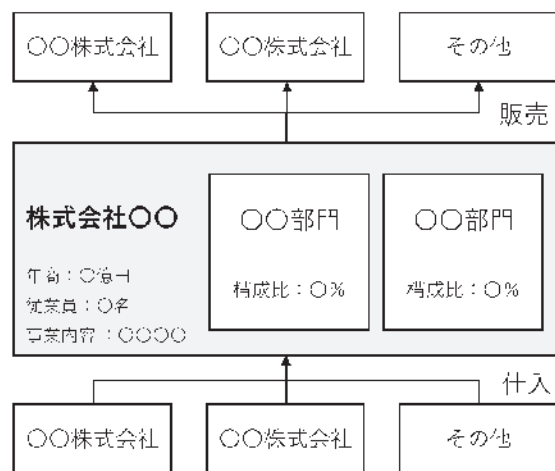 〇〇株式会社
〇〇株式会社
その他
販売
株式会社〇〇
年商：〇億円
従業員：〇名
事業内容：〇〇〇〇
〇〇部門
構成比：〇％
〇〇部門
構成比：〇％
仕入
〇〇株式会社
〇〇株式会社
その他